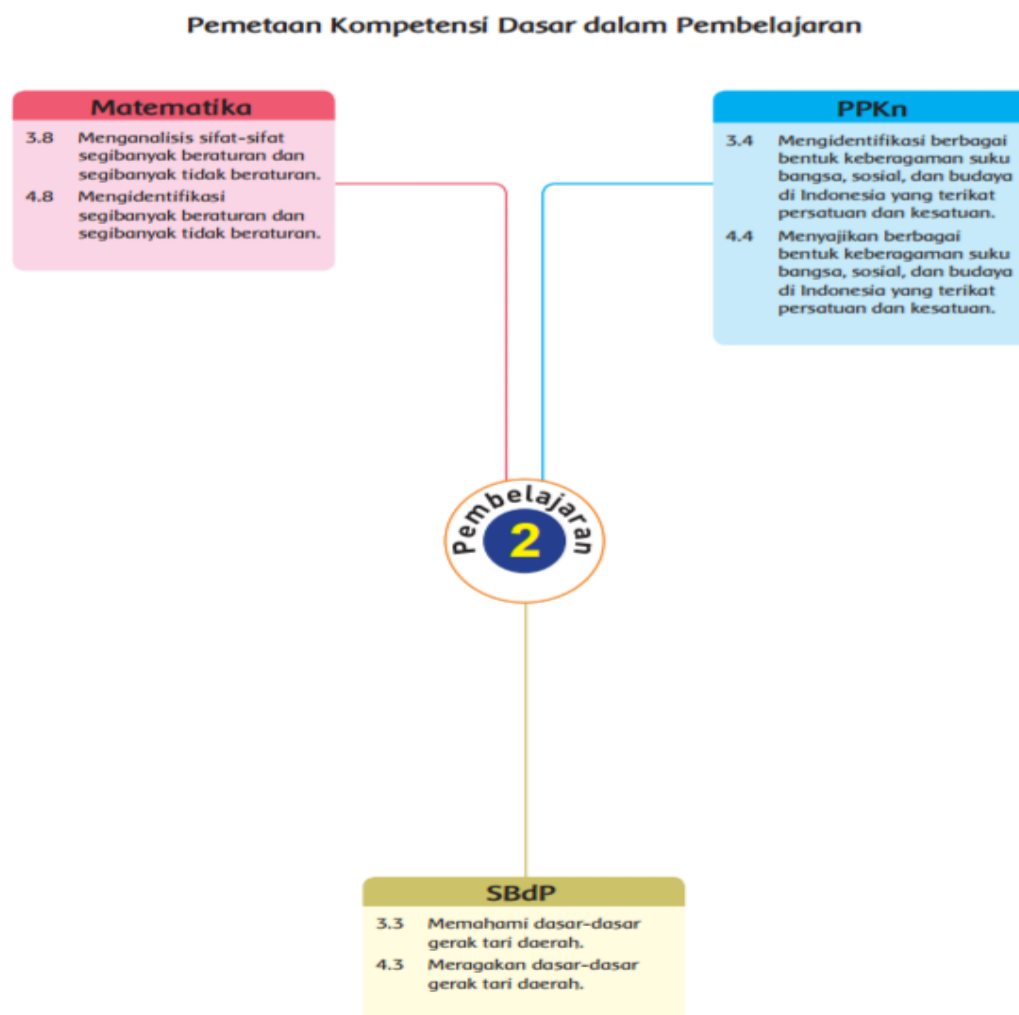 Pemetaan Kompetensi Dasar dalam Pembelajaran
Matematika
3.8 Menganalisis sifat-sifat
segibanyak beraturan dan
segibanyak tidak beraturan.
4.8 Mengidentifikasi
segibanyak beraturan dan
segibanyak tidak beraturan.
PPKn
3.4 Mengidentifikasi berbagai
bentuk keberagaman suku
bangsa, sosial, dan budaya
di Indonesia yang terikat
persatuan dan kesatuan.
4.4 Menyajikan berbagai
bentuk keberagaman suku
bangsa, sosial, dan budaya
di Indonesia yang terikat
persatuan dan kesatuan.
Pembelajaran
2
SBdP
3.3 Memahami dasar-dasar
gerak tari daerah.
4.3 Meragakan dasar-dasar
gerak tari daerah.